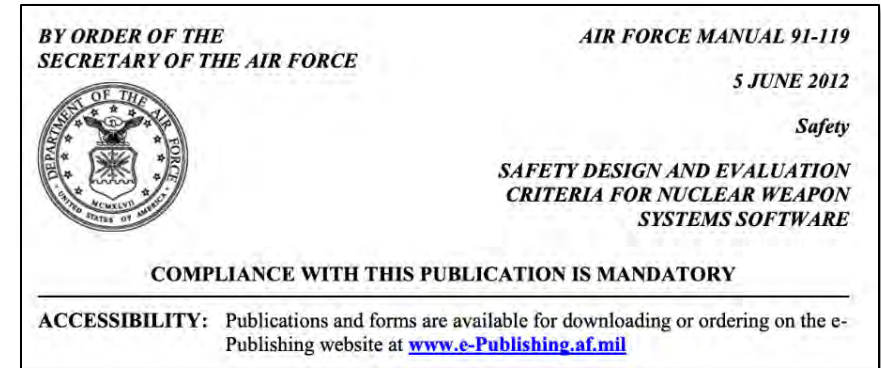 BY ORDER OF THE
SECRETARY OF THE AIR FORCE
AIR FORCE MANUAL 91-119
5 JUNE 2012
Safety
SAFETY DESIGN AND EVALUATION
CRITERIA FOR NUCLEAR WEAPON
SYSTEMS SOFTWARE
DEPARTMENT OF THE AIR FORCE
MCMXLVII
UNITED STATES OF AMERICA
COMPLIANCE WITH THIS PUBLICATION IS MANDATORY
ACCESSIBILITY: Publications and forms are available for downloading or ordering on the e-
Publishing website at www.e-Publishing.af.mil